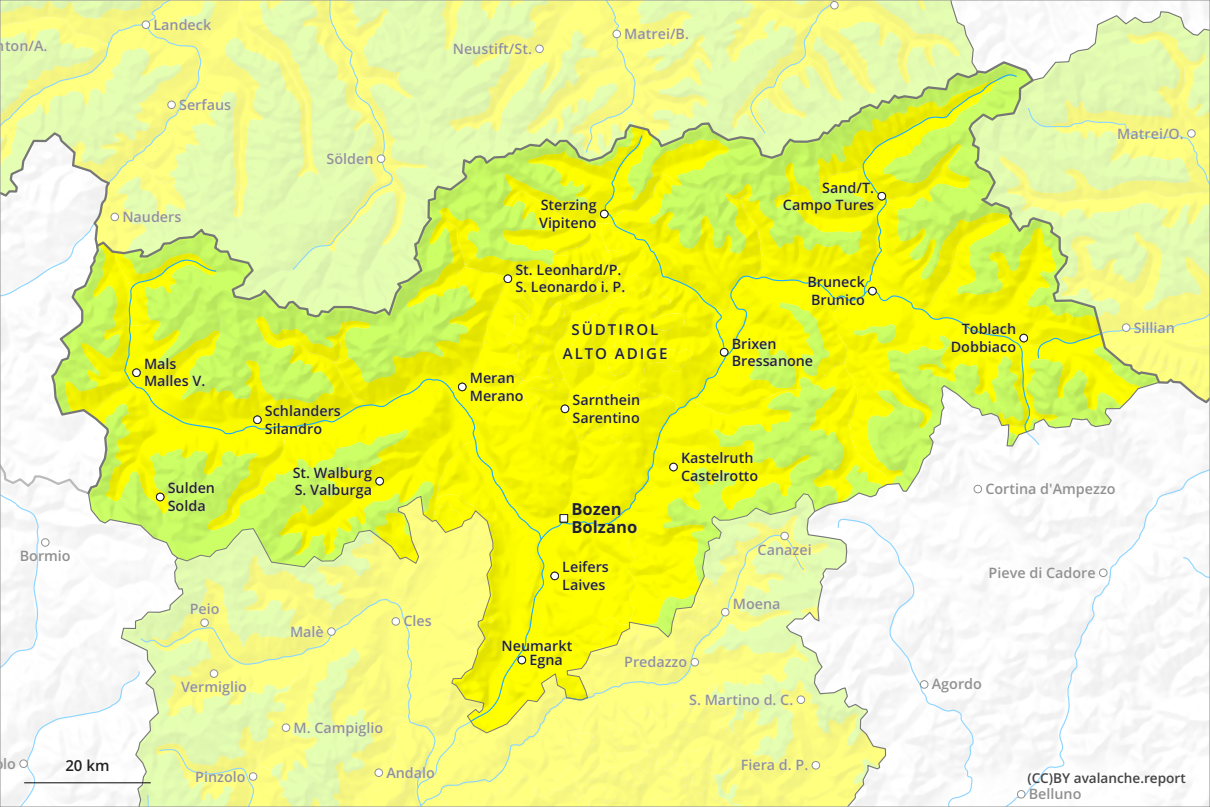 Landeck
nton/A.
Neustift/St.
Matrei/B.
Serfaus
Matrei/O.
Sölden
Sand/T.
Campo Tures
Nauders
Sterzing
Vipiteno
St. Leonhard/P.
S. Leonardo i. P.
Bruneck
Brunico
SÜDTIROL
ALTO ADIGE
Toblach
Dobbiaco
Sillian
Brixen
Bressanone
Mals
Malles V.
Meran
Merano
Sarnthein
Sarentino
Schlanders
Silandro
Kastelruth
Castelrotto
St. Walburg
S. Valburga
Sulden
Solda
Cortina d'Ampezzo
Bozen
Bolzano
Bormio
Canazei
Leifers
Laives
Pieve di Cadore
Peio
Moena
Cles
Malè
Neumarkt
Egna
Predazzo
Vermiglio
Agordo
S. Martino d. C.
M. Campiglio
20 km
olo
Pinzolo
Andalo
Fiera d. P.
(CC)BY avalanche.report
Belluno